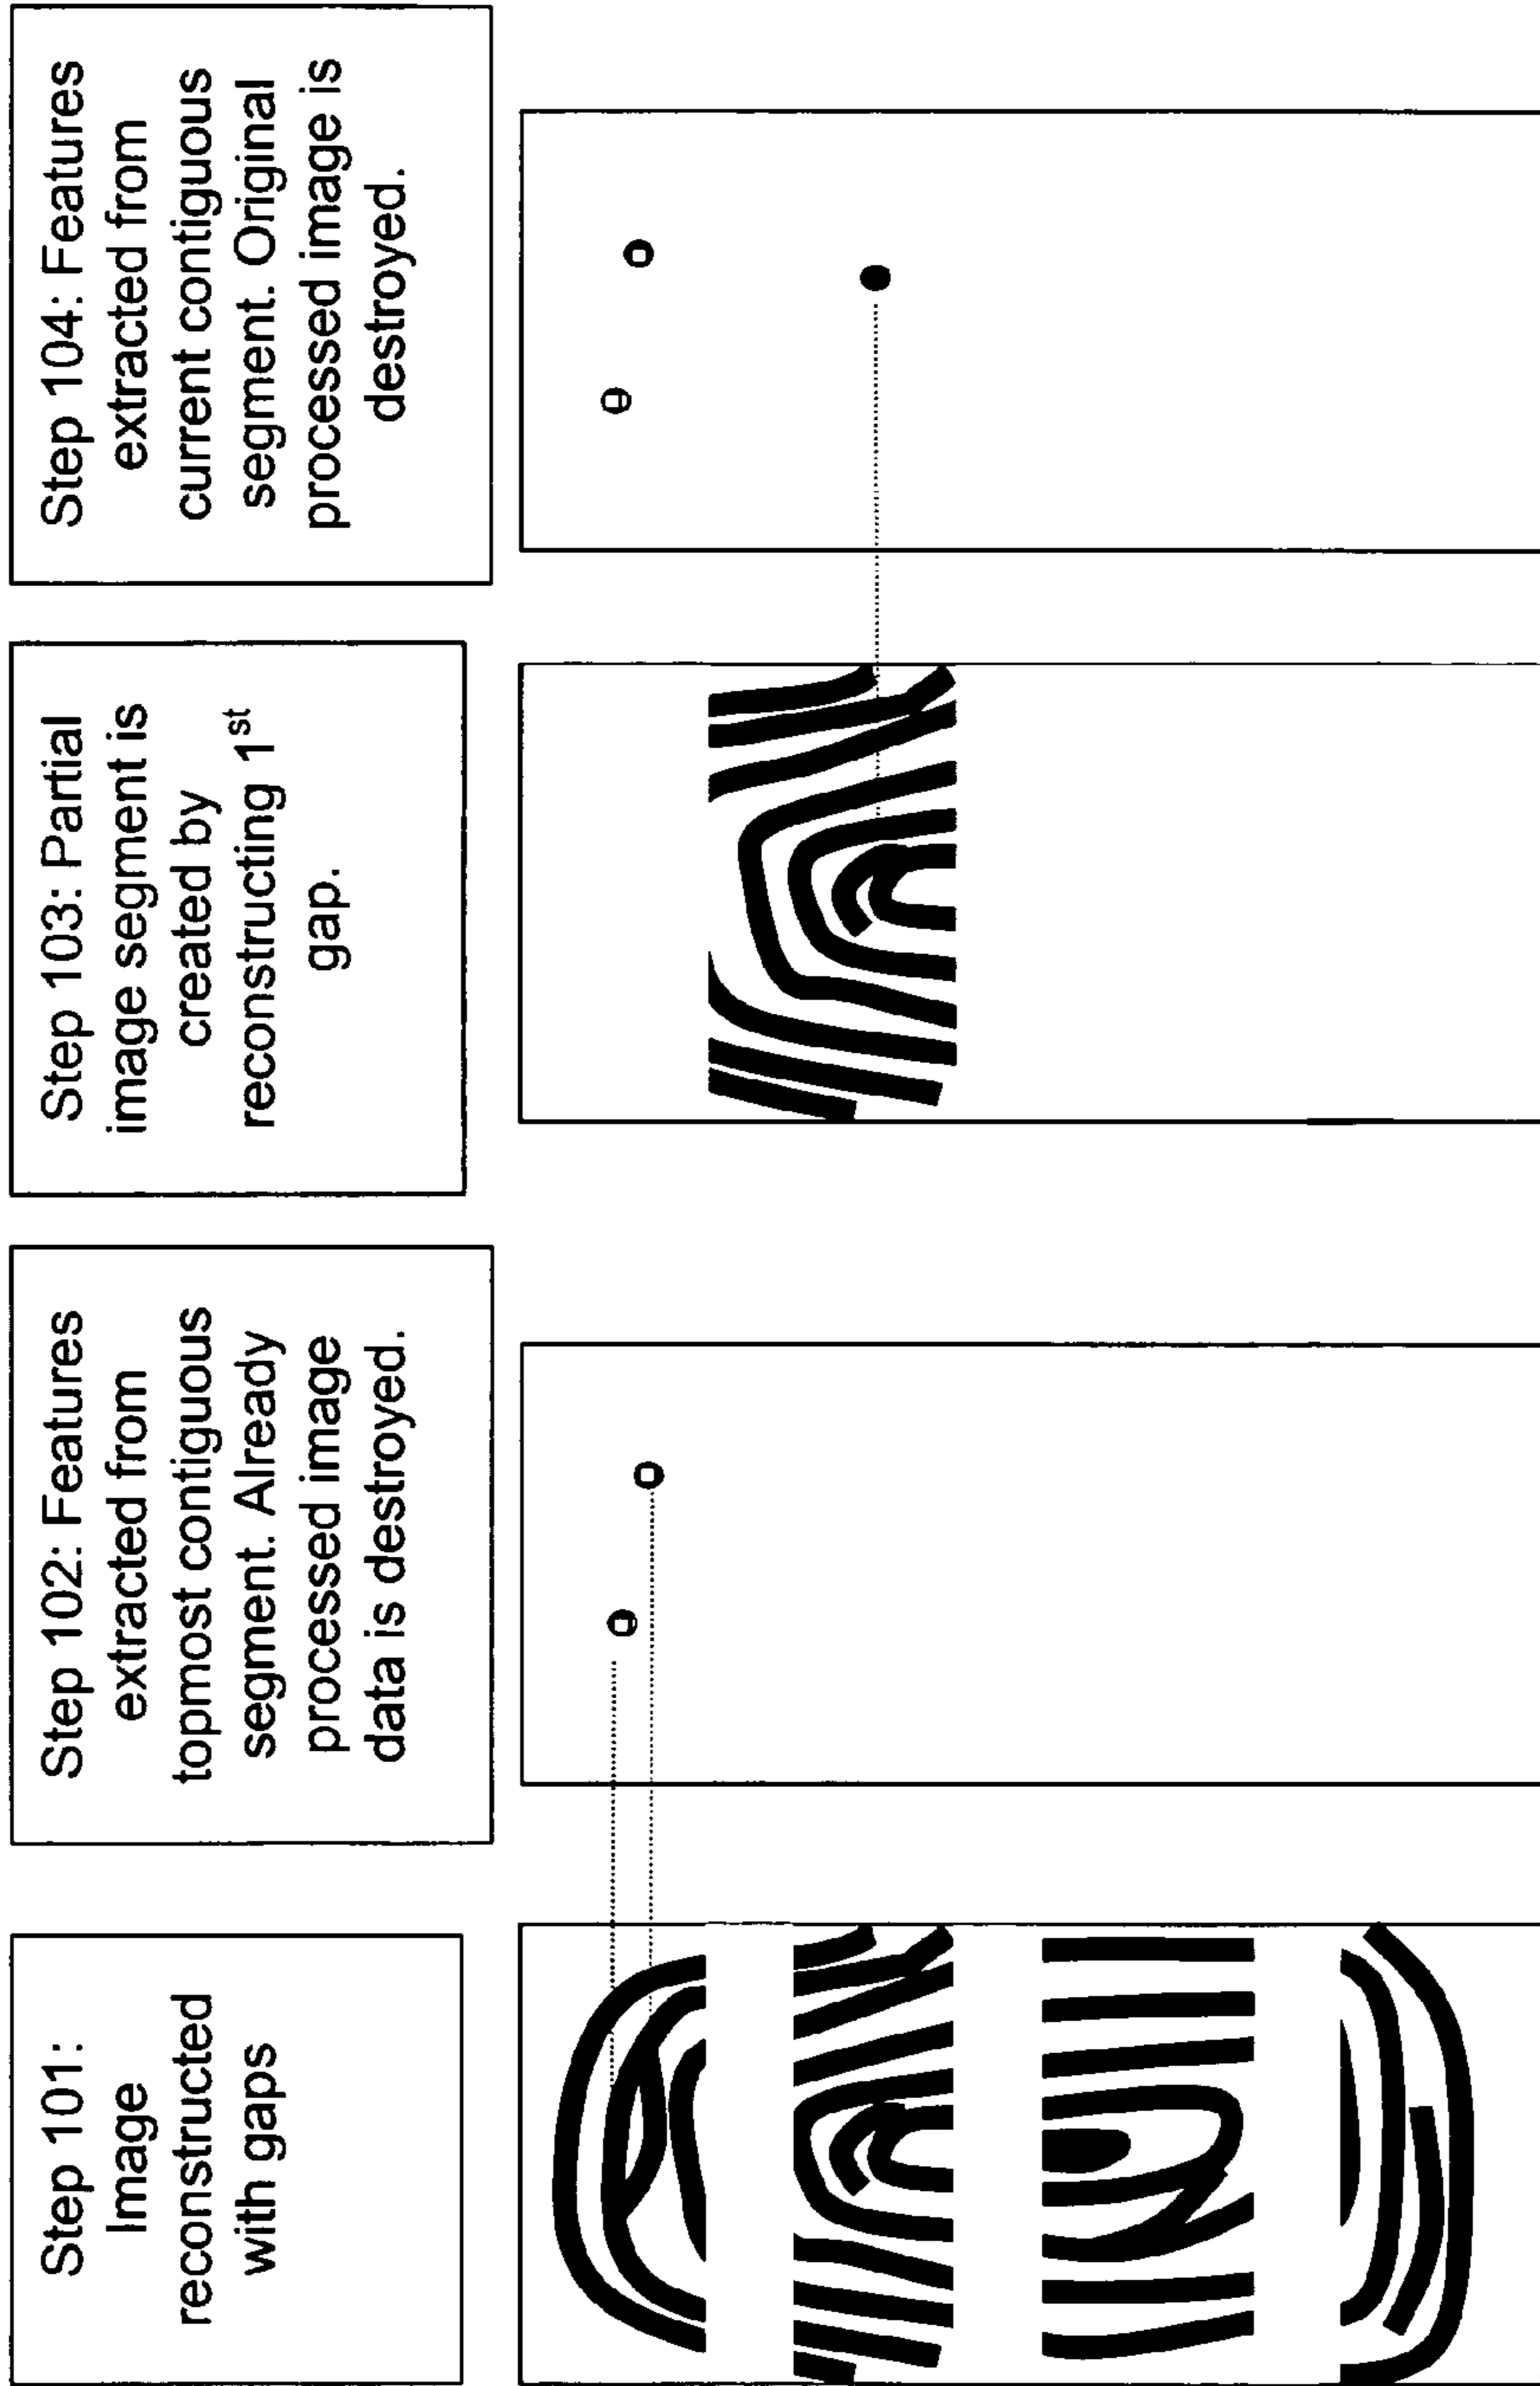 Step 101:
Image
reconstructed
with gaps
Step 102: Features
extracted from
topmost contiguous
segment. Already
processed image
data is destroyed.
Step 103: Partial
image segment is
created by
reconstructing 1st
gap.
Step 104: Features
extracted from
current contiguous
segment. Original
processed image is
destroyed.